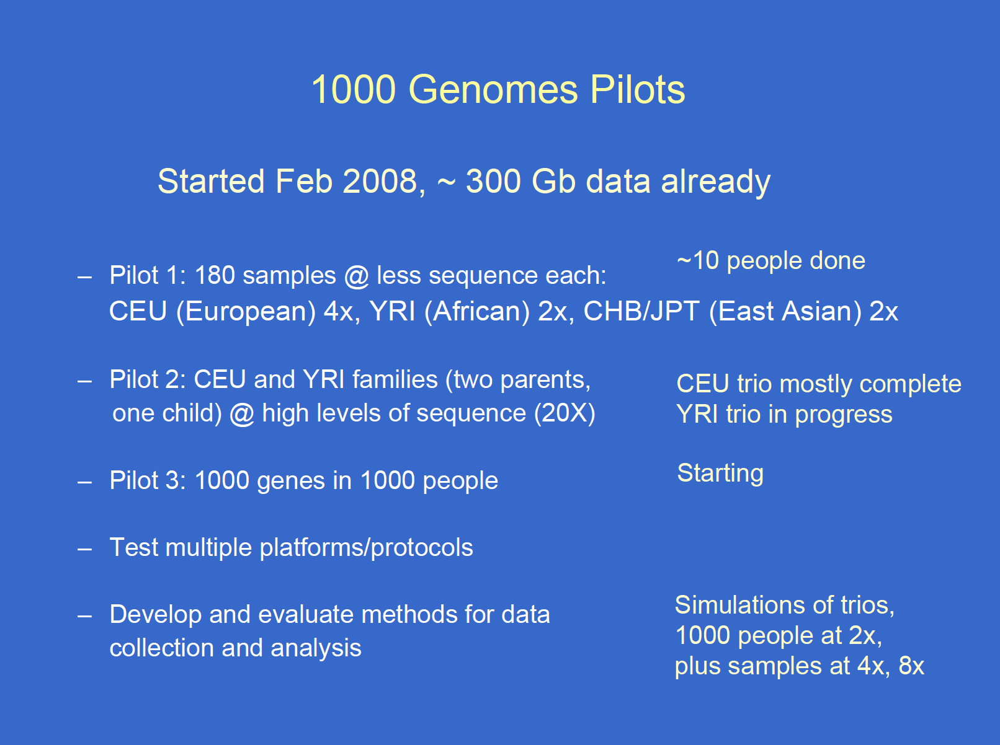 1000 Genomes Pilots
Started Feb 2008, ~ 300 Gb data already
– Pilot 1: 180 samples @ less sequence each:
~10 people done
CEU (European) 4x, YRI (African) 2x, CHB/JPT (East Asian) 2x
– Pilot 2: CEU and YRI families (two parents,
one child) @ high levels of sequence (20X)
CEU trio mostly complete
YRI trio in progress
– Pilot 3: 1000 genes in 1000 people
Starting
– Test multiple platforms/protocols
– Develop and evaluate methods for data
collection and analysis
Simulations of trios,
1000 people at 2x,
plus samples at 4x, 8x